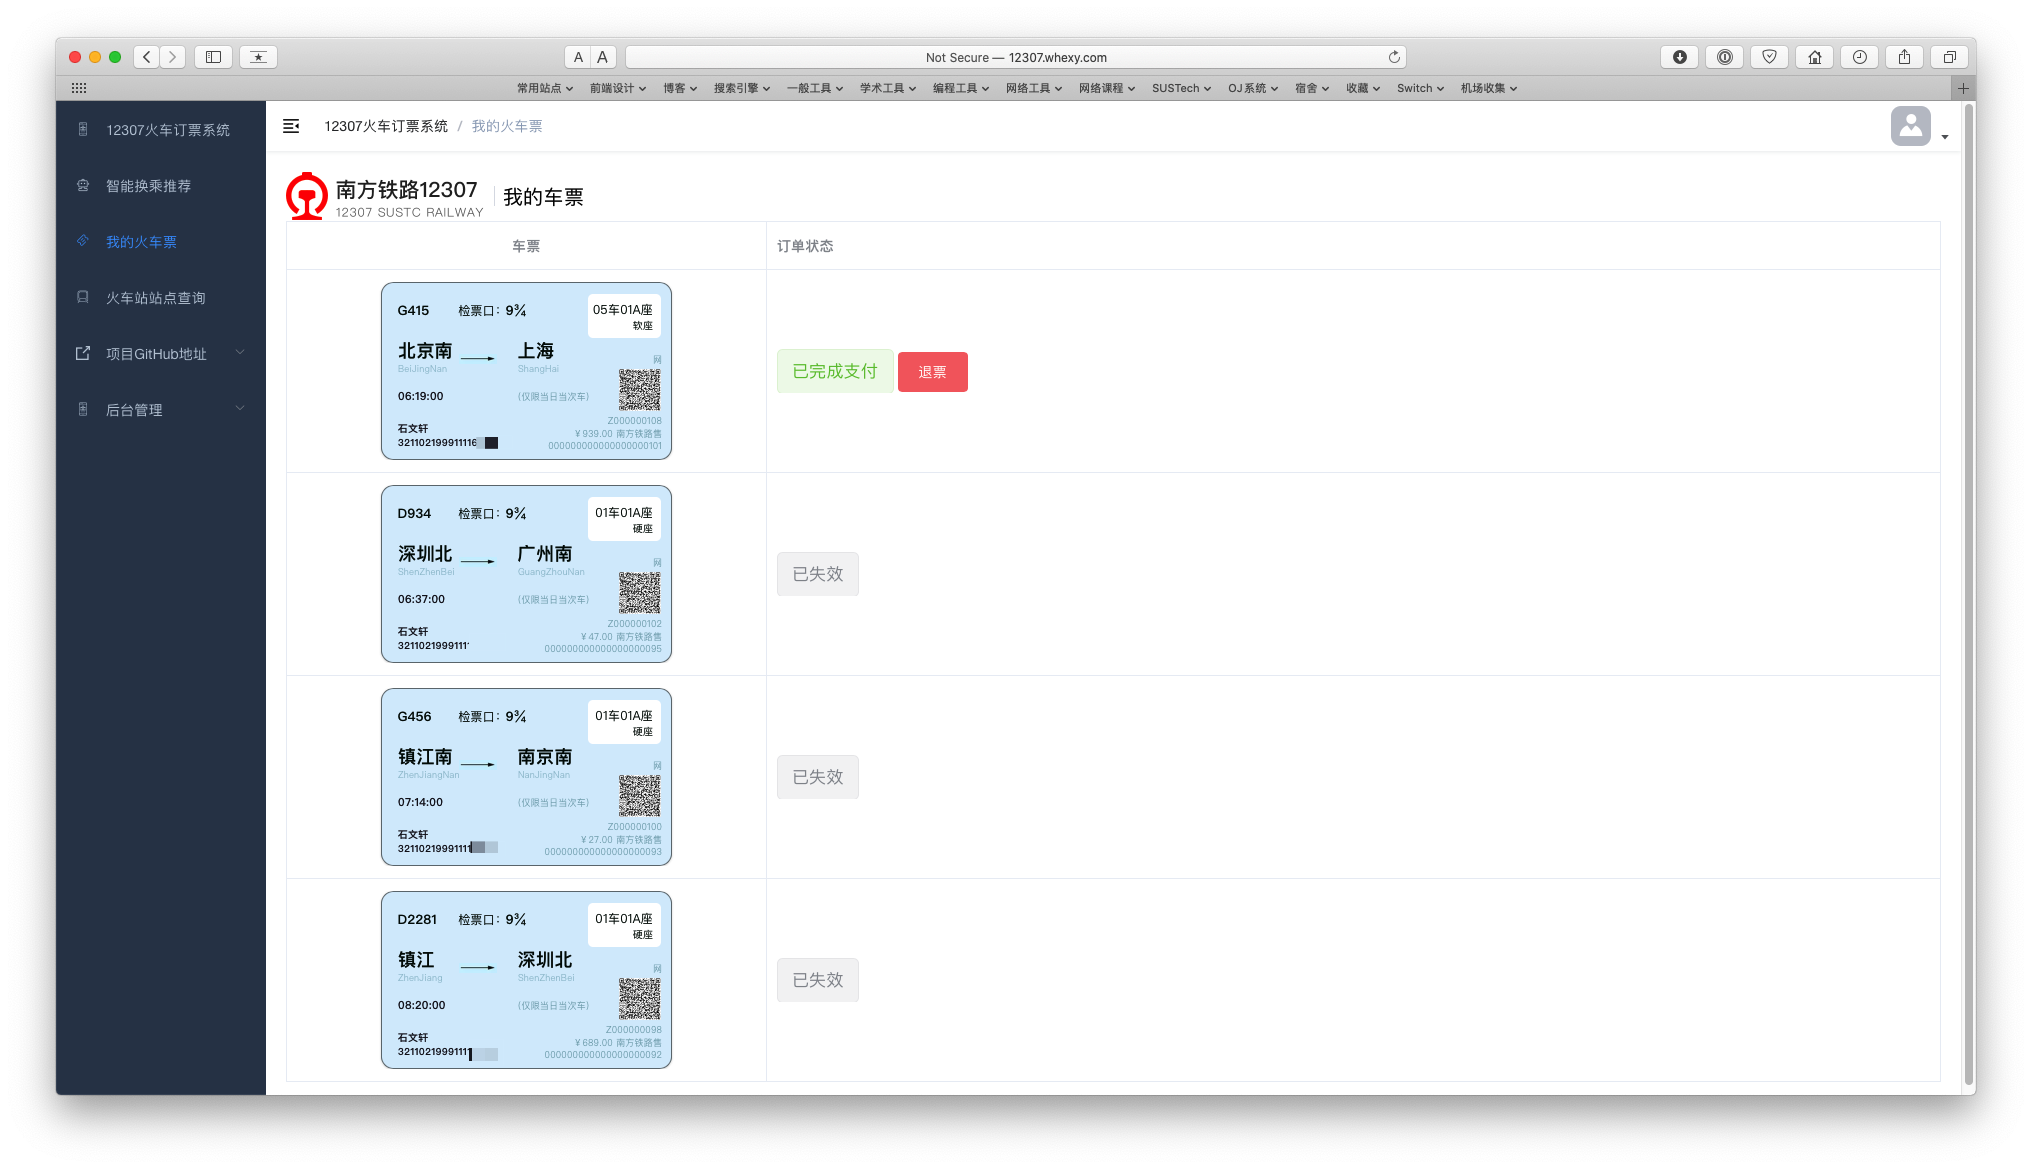 Not Secure — 12307.whexy.com
常用站点 前端设计 博客 搜索引擎 一般工具 学术工具 编程工具 网络工具 网络课程 SUSTech OJ系统 宿舍 收藏 Switch 机场收集
12307火车订票系统
智能换乘推荐
我的火车票
火车站站点查询
项目GitHub地址
后台管理
12307火车订票系统 / 我的火车票
南方铁路12307
12307 SUSTC RAILWAY
我的车票
车票 订单状态
G415 检票口：9¾ 05车01A座
软座
北京南 上海
BeiJingNan ShangHai
网
06:19:00 (仅限当日当次车)
Z000000108
石文轩 ¥ 939.00 南方铁路售
321102199911116 000000000000000000101
已完成支付 退票
D934 检票口：9¾ 01车01A座
硬座
深圳北 广州南
ShenZhenBei GuangZhouNan
网
06:37:00 (仅限当日当次车)
Z000000102
石文轩 ¥ 47.00 南方铁路售
3211021999111 000000000000000000095
已失效
G456 检票口：9¾ 01车01A座
硬座
镇江南 南京南
ZhenJiangNan NanJingNan
网
07:14:00 (仅限当日当次车)
Z000000100
石文轩 ¥ 27.00 南方铁路售
32110219991111 000000000000000000093
已失效
D2281 检票口：9¾ 01车01A座
硬座
镇江 深圳北
ZhenJiang ShenZhenBei
网
08:20:00 (仅限当日当次车)
Z000000098
石文轩 ¥ 689.00 南方铁路售
32110219991111 000000000000000000092
已失效